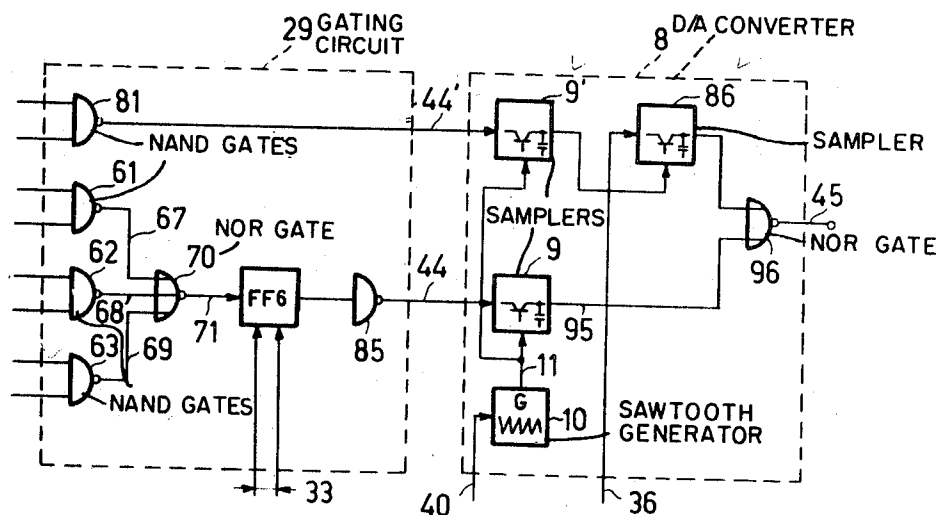 29 GATING
CIRCUIT
8 D/A CONVERTER
81
44'
9'
86
NAND GATES
SAMPLER
61
67
NOR GATE
SAMPLERS
45
62
70
44
9
NOR GATE
96
FF6
68
71
85
95
69
63
11
NAND GATES
G
10
SAWTOOTH
GENERATOR
33
40
36